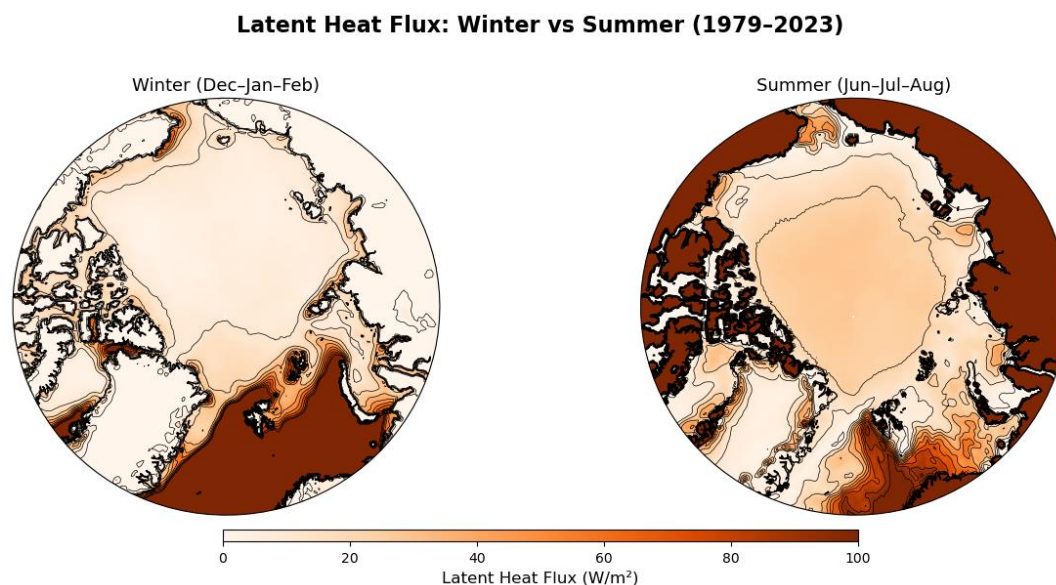 Latent Heat Flux: Winter vs Summer (1979–2023)
Winter (Dec–Jan–Feb)
Summer (Jun–Jul–Aug)
0 20 40 60 80 100
Latent Heat Flux (W/m²)